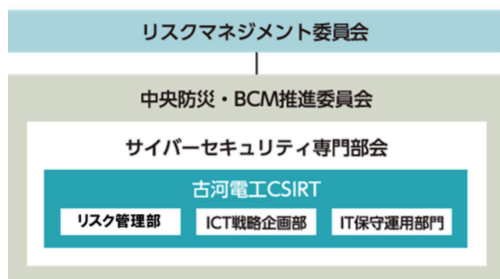 リスクマネジメント委員会
中央防災・BCM推進委員会
サイバーセキュリティ専門部会
古河電工CSIRT
リスク管理部 ICT戦略企画部 IT保守運用部門